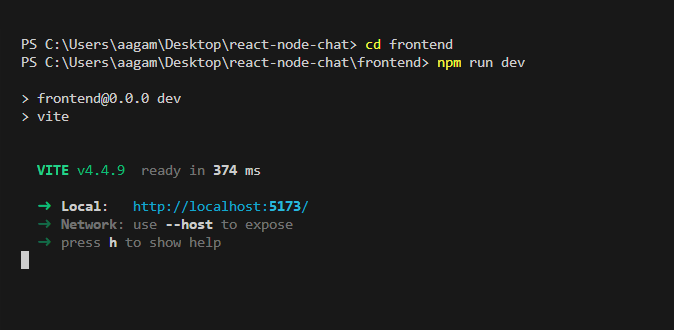 PS C:\Users\aagam\Desktop\react-node-chat> cd frontend
PS C:\Users\aagam\Desktop\react-node-chat\frontend> npm run dev
> frontend@0.0.0 dev
> vite
VITE v4.4.9 ready in 374 ms
➜ Local: http://localhost:5173/
➜ Network: use --host to expose
➜ press h to show help